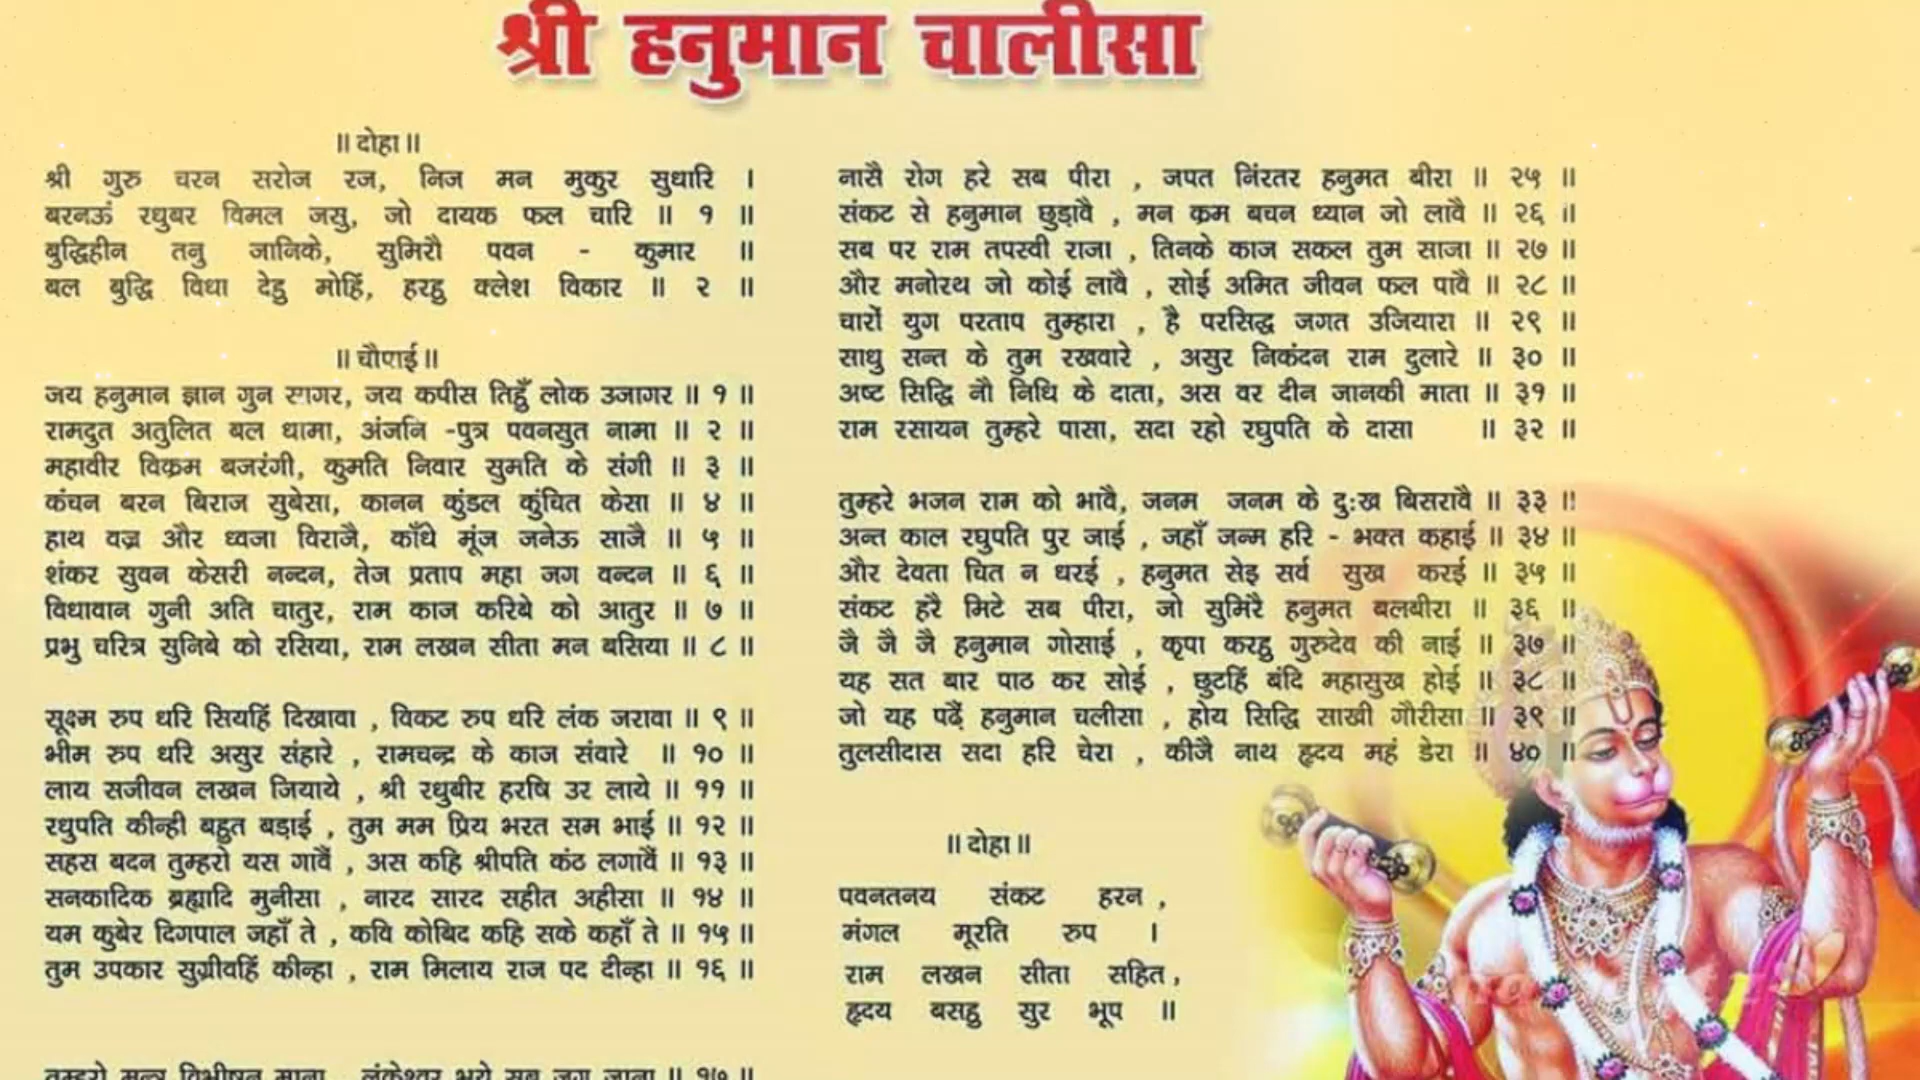 श्री हनुमान चालीसा
॥ दोहा ॥
श्री गुरु चरन सरोज रज, निज मन मुकुर सुधारि ।
बरनऊं रघुबर विमल जसु, जो दायक फल चारि ॥ १ ॥
बुद्धिहीन तनु जानिके, सुमिरौ पवन - कुमार ॥
बल बुद्धि विधा देहु मोहिं, हरहु क्लेश विकार ॥ २ ॥
॥ चौपाई ॥
जय हनुमान ज्ञान गुन सागर, जय कपीस तिहुँ लोक उजागर ॥ १ ॥
रामदुत अतुलित बल धामा, अंजनि -पुत्र पवनसुत नामा ॥ २ ॥
महावीर विक्रम बजरंगी, कुमति निवार सुमति के संगी ॥ ३ ॥
कंचन बरन बिराज सुबेसा, कानन कुंडल कुंचित केसा ॥ ४ ॥
हाथ वज्र और ध्वजा विराजै, काँधे मूंज जनेऊ साजै ॥ ५ ॥
शंकर सुवन केसरी नन्दन, तेज प्रताप महा जग वन्दन ॥ ६ ॥
विधावान गुनी अति चातुर, राम काज करिबे को आतुर ॥ ७ ॥
प्रभु चरित्र सुनिबे को रसिया, राम लखन सीता मन बसिया ॥ ८ ॥
सूक्ष्म रुप धरि सियहिं दिखावा , विकट रुप धरि लंक जरावा ॥ ९ ॥
भीम रुप धरि असुर संहारे , रामचन्द्र के काज संवारे ॥ १० ॥
लाय सजीवन लखन जियाये , श्री रघुबीर हरषि उर लाये ॥ ११ ॥
रघुपति कीन्ही बहुत बड़ाई , तुम मम प्रिय भरत सम भाई ॥ १२ ॥
सहस बदन तुम्हरो यस गावैं , अस कहि श्रीपति कंठ लगावैं ॥ १३ ॥
सनकादिक ब्रह्मादि मुनीसा , नारद सारद सहीत अहीसा ॥ १४ ॥
यम कुबेर दिगपाल जहाँ ते , कवि कोबिद कहि सके कहाँ ते ॥ १५ ॥
तुम उपकार सुग्रीवहिं कीन्हा , राम मिलाय राज पद दीन्हा ॥ १६ ॥
तुम्हरो मन्त्र विभीषन माना , लंकेश्वर भये सब जग जाना ॥ १७ ॥
नासै रोग हरे सब पीरा , जपत निंरतर हनुमत बीरा ॥ २५ ॥
संकट से हनुमान छुड़ावै , मन क्रम बचन ध्यान जो लावै ॥ २६ ॥
सब पर राम तपस्वी राजा , तिनके काज सकल तुम साजा ॥ २७ ॥
और मनोरथ जो कोई लावै , सोई अमित जीवन फल पावै ॥ २८ ॥
चारों युग परताप तुम्हारा , है परसिद्ध जगत उजियारा ॥ २९ ॥
साधु सन्त के तुम रखवारे , असुर निकंदन राम दुलारे ॥ ३० ॥
अष्ट सिद्धि नौ निधि के दाता, अस वर दीन जानकी माता ॥ ३१ ॥
राम रसायन तुम्हरे पासा, सदा रहो रघुपति के दासा ॥ ३२ ॥
तुम्हरे भजन राम को भावै, जनम जनम के दुःख बिसरावै ॥ ३३ ॥
अन्त काल रघुपति पुर जाई , जहाँ जन्म हरि - भक्त कहाई ॥ ३४ ॥
और देवता चित न धरई , हनुमत सेइ सर्व सुख करई ॥ ३५ ॥
संकट हरै मिटे सब पीरा, जो सुमिरै हनुमत बलबीरा ॥ ३६ ॥
जै जै जै हनुमान गोसाई , कृपा करहु गुरुदेव की नाई ॥ ३७ ॥
यह सत बार पाठ कर सोई , छुटहिं बंदि महासुख होई ॥ ३८ ॥
जो यह पढ़ैं हनुमान चलीसा , होय सिद्धि साखी गौरीसा ॥ ३९ ॥
तुलसीदास सदा हरि चेरा , कीजै नाथ हृदय महं डेरा ॥ ४० ॥
॥ दोहा ॥
पवनतनय संकट हरन ,
मंगल मूरति रुप ।
राम लखन सीता सहित,
हृदय बसहु सुर भूप ॥